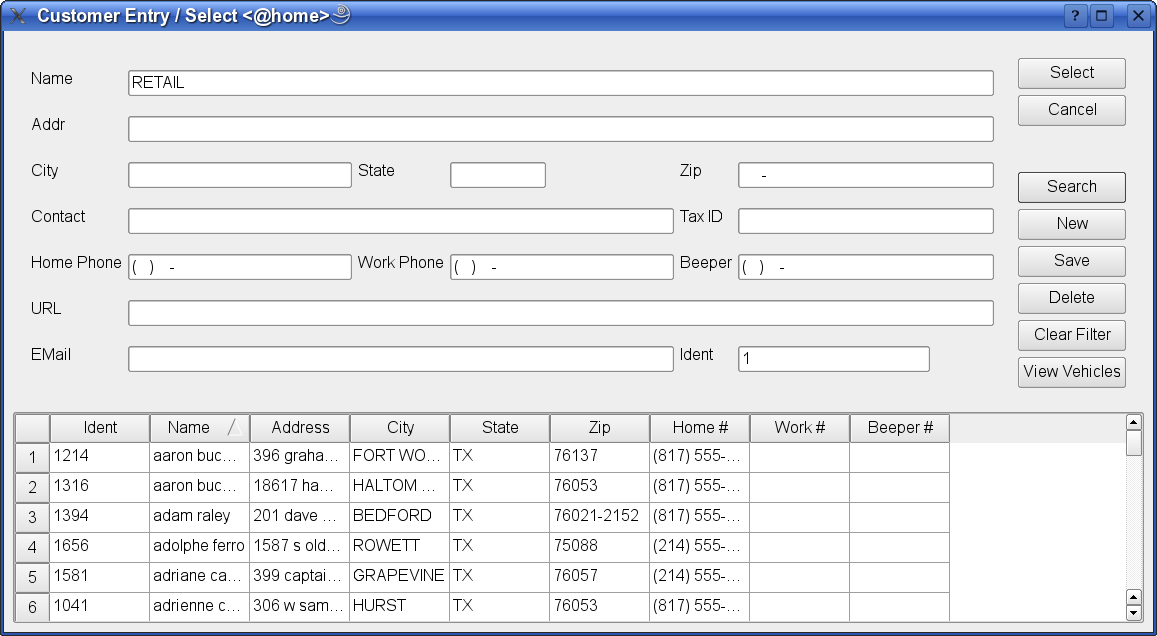 Customer Entry / Select <@home>
Name RETAIL Select
Cancel
Addr
City State Zip -
Search
Contact Tax ID
New
Home Phone ( ) - Work Phone ( ) - Beeper ( ) -
Save
URL
Delete
Clear Filter
EMail Ident 1
View Vehicles
Ident Name Address City State Zip Home # Work # Beeper #
1 1214 aaron buc... 396 graha... FORT WO... TX 76137 (817) 555-...
2 1316 aaron buc... 18617 ha... HALTOM ... TX 76053 (817) 555-...
3 1394 adam raley 201 dave ... BEDFORD TX 76021-2152 (817) 555-...
4 1656 adolphe ferro 1587 s old... ROWETT TX 75088 (214) 555-...
5 1581 adriane ca... 399 captai... GRAPEVINE TX 76057 (214) 555-...
6 1041 adrienne c... 306 w sam... HURST TX 76053 (817) 555-...